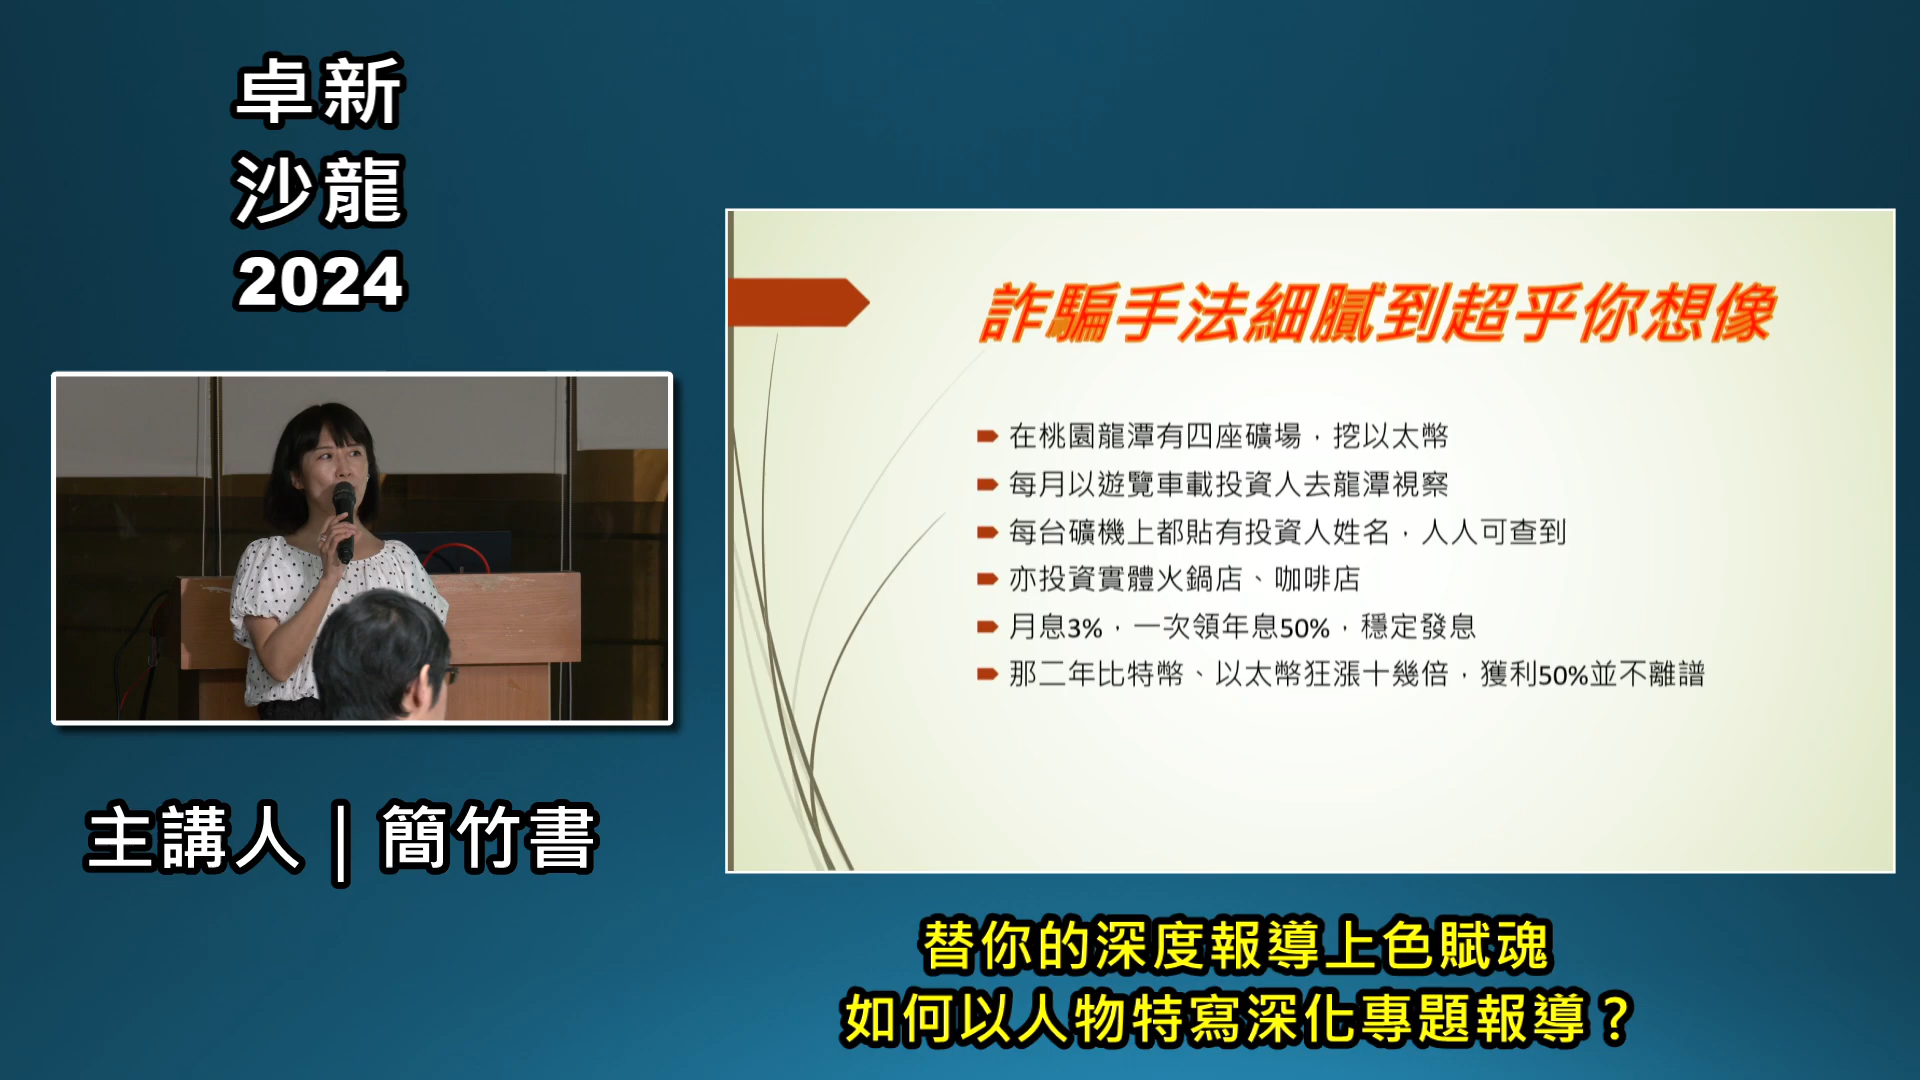 卓新
沙龍
2024
詐騙手法細膩到超乎你想像
在桃園龍潭有四座礦場，挖以太幣
每月以遊覽車載投資人去龍潭視察
每台礦機上都貼有投資人姓名，人人可查到
亦投資實體火鍋店、咖啡店
月息3%，一次領年息50%，穩定發息
那二年比特幣、以太幣狂漲十幾倍，獲利50%並不離譜
主講人｜簡竹書
替你的深度報導上色賦魂
如何以人物特寫深化專題報導？